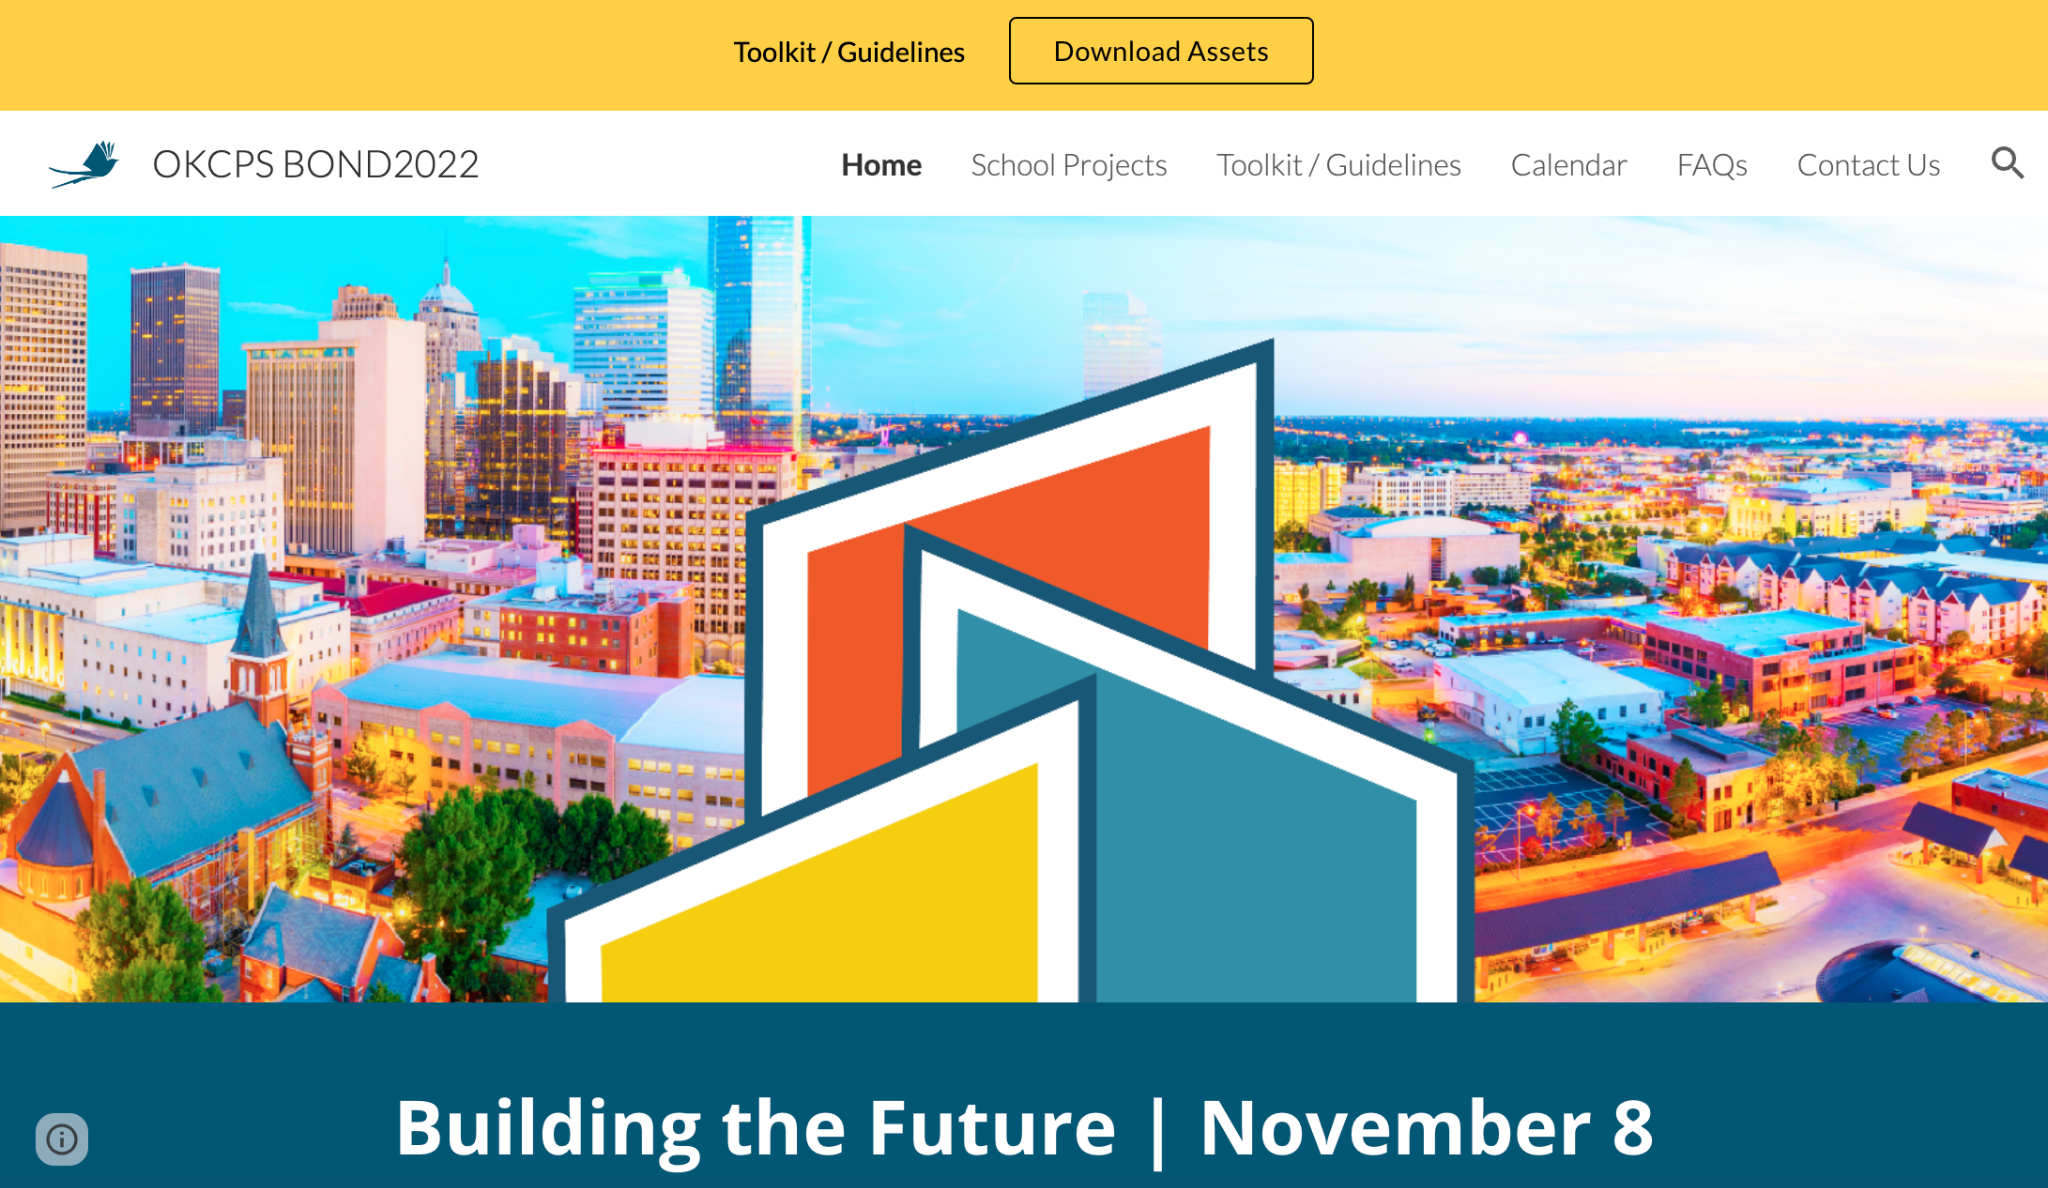 Toolkit / Guidelines Download Assets
OKCPS BOND2022 Home School Projects Toolkit / Guidelines Calendar FAQs Contact Us
Building the Future | November 8